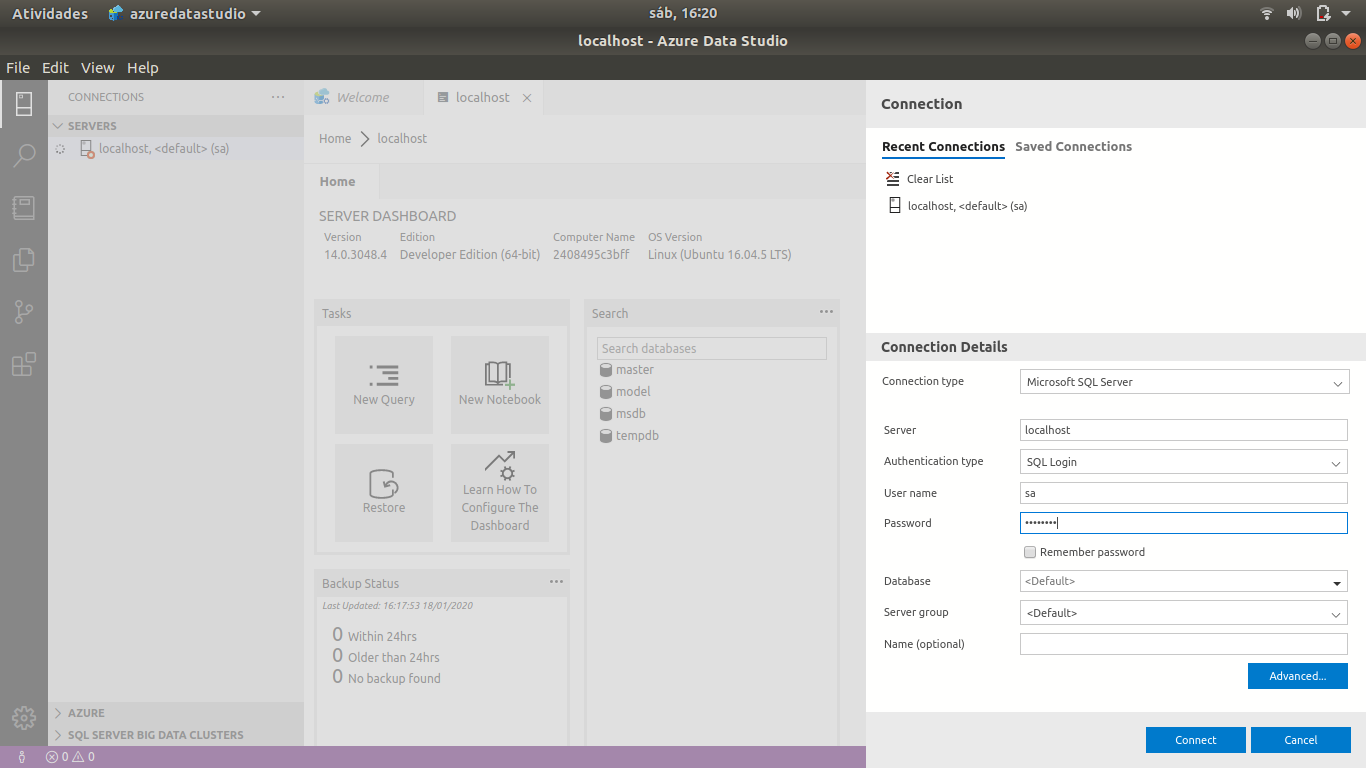 Atividades azuredatastudio sáb, 16:20
localhost - Azure Data Studio
File Edit View Help
CONNECTIONS
SERVERS
localhost, <default> (sa)
AZURE
SQL SERVER BIG DATA CLUSTERS
Welcome localhost
Home localhost
Home
SERVER DASHBOARD
Version Edition Computer Name OS Version
14.0.3048.4 Developer Edition (64-bit) 2408495c3bff Linux (Ubuntu 16.04.5 LTS)
Tasks
New Query
New Notebook
Restore
Learn How To
Configure The
Dashboard
Search
Search databases
master
model
msdb
tempdb
Backup Status
Last Updated: 16:17:53 18/01/2020
0 Within 24hrs
0 Older than 24hrs
0 No backup found
Connection
Recent Connections Saved Connections
Clear List
localhost, <default> (sa)
Connection Details
Connection type Microsoft SQL Server
Server localhost
Authentication type SQL Login
User name sa
Password ••••••••
Remember password
Database <Default>
Server group <Default>
Name (optional)
Advanced...
Connect Cancel
0 0